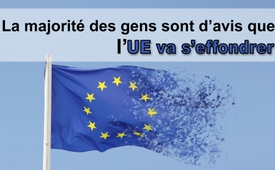 La majorité des gens sont d’avis que
l’UE va s’effondrer